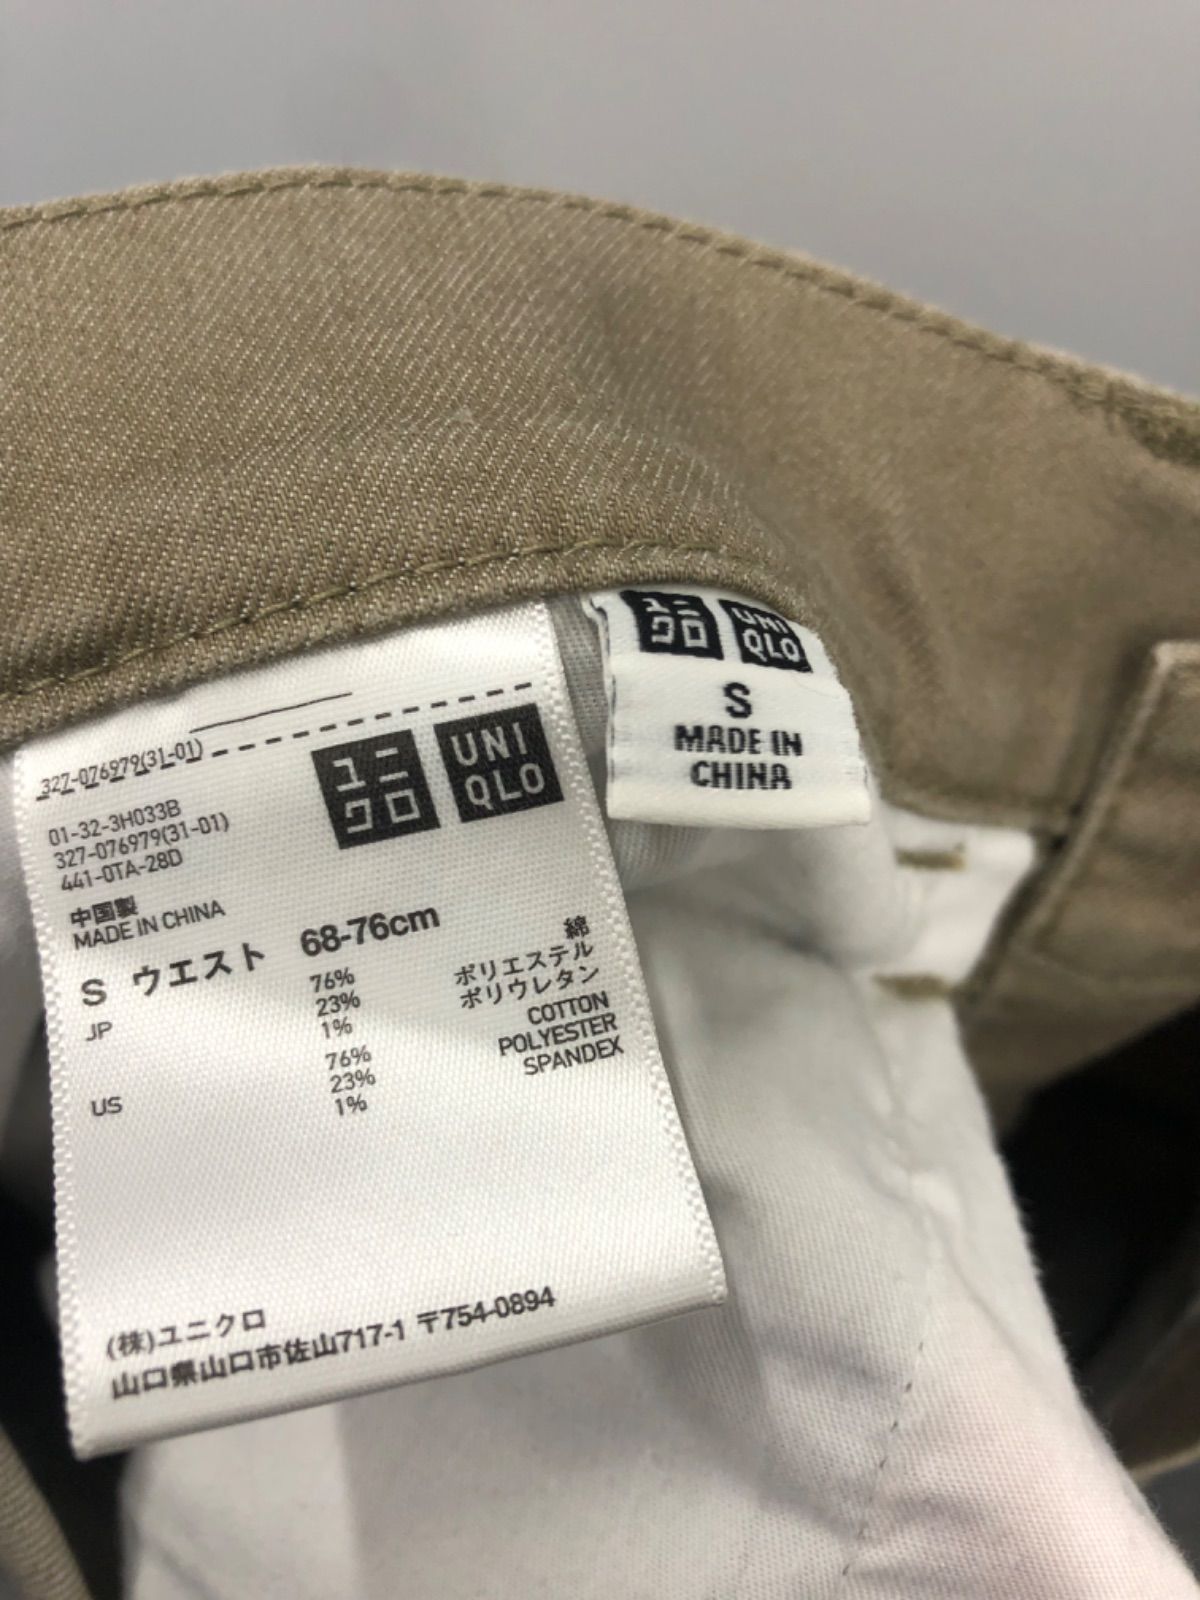 ユニ
クロ
UNI
QLO
S
MADE IN
CHINA
327-076979(31-01)
ユニ
クロ
UNI
QLO
01-32-3H033B
327-076979(31-01)
441-0TA-28D
中国製
MADE IN CHINA
S ウエスト 68-76cm
JP 76% 綿
23% ポリエステル
1% ポリウレタン
US 76% COTTON
23% POLYESTER
1% SPANDEX
(株)ユニクロ
山口県山口市佐山717-1 〒754-0894